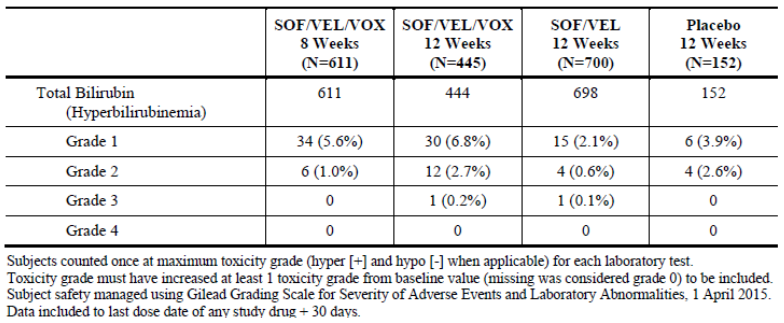 SOF/VEL/VOX SOF/VEL/VOX SOF/VEL Placebo
8 Weeks 12 Weeks 12 Weeks 12 Weeks
(N=611) (N=445) (N=700) (N=152)
Total Bilirubin 611 444 698 152
(Hyperbilirubinemia)
Grade 1 34 (5.6%) 30 (6.8%) 15 (2.1%) 6 (3.9%)
Grade 2 6 (1.0%) 12 (2.7%) 4 (0.6%) 4 (2.6%)
Grade 3 0 1 (0.2%) 1 (0.1%) 0
Grade 4 0 0 0 0
Subjects counted once at maximum toxicity grade (hyper [+] and hypo [-] when applicable) for each laboratory test.
Toxicity grade must have increased at least 1 toxicity grade from baseline value (missing was considered grade 0) to be included.
Subject safety managed using Gilead Grading Scale for Severity of Adverse Events and Laboratory Abnormalities, 1 April 2015.
Data included to last dose date of any study drug + 30 days.